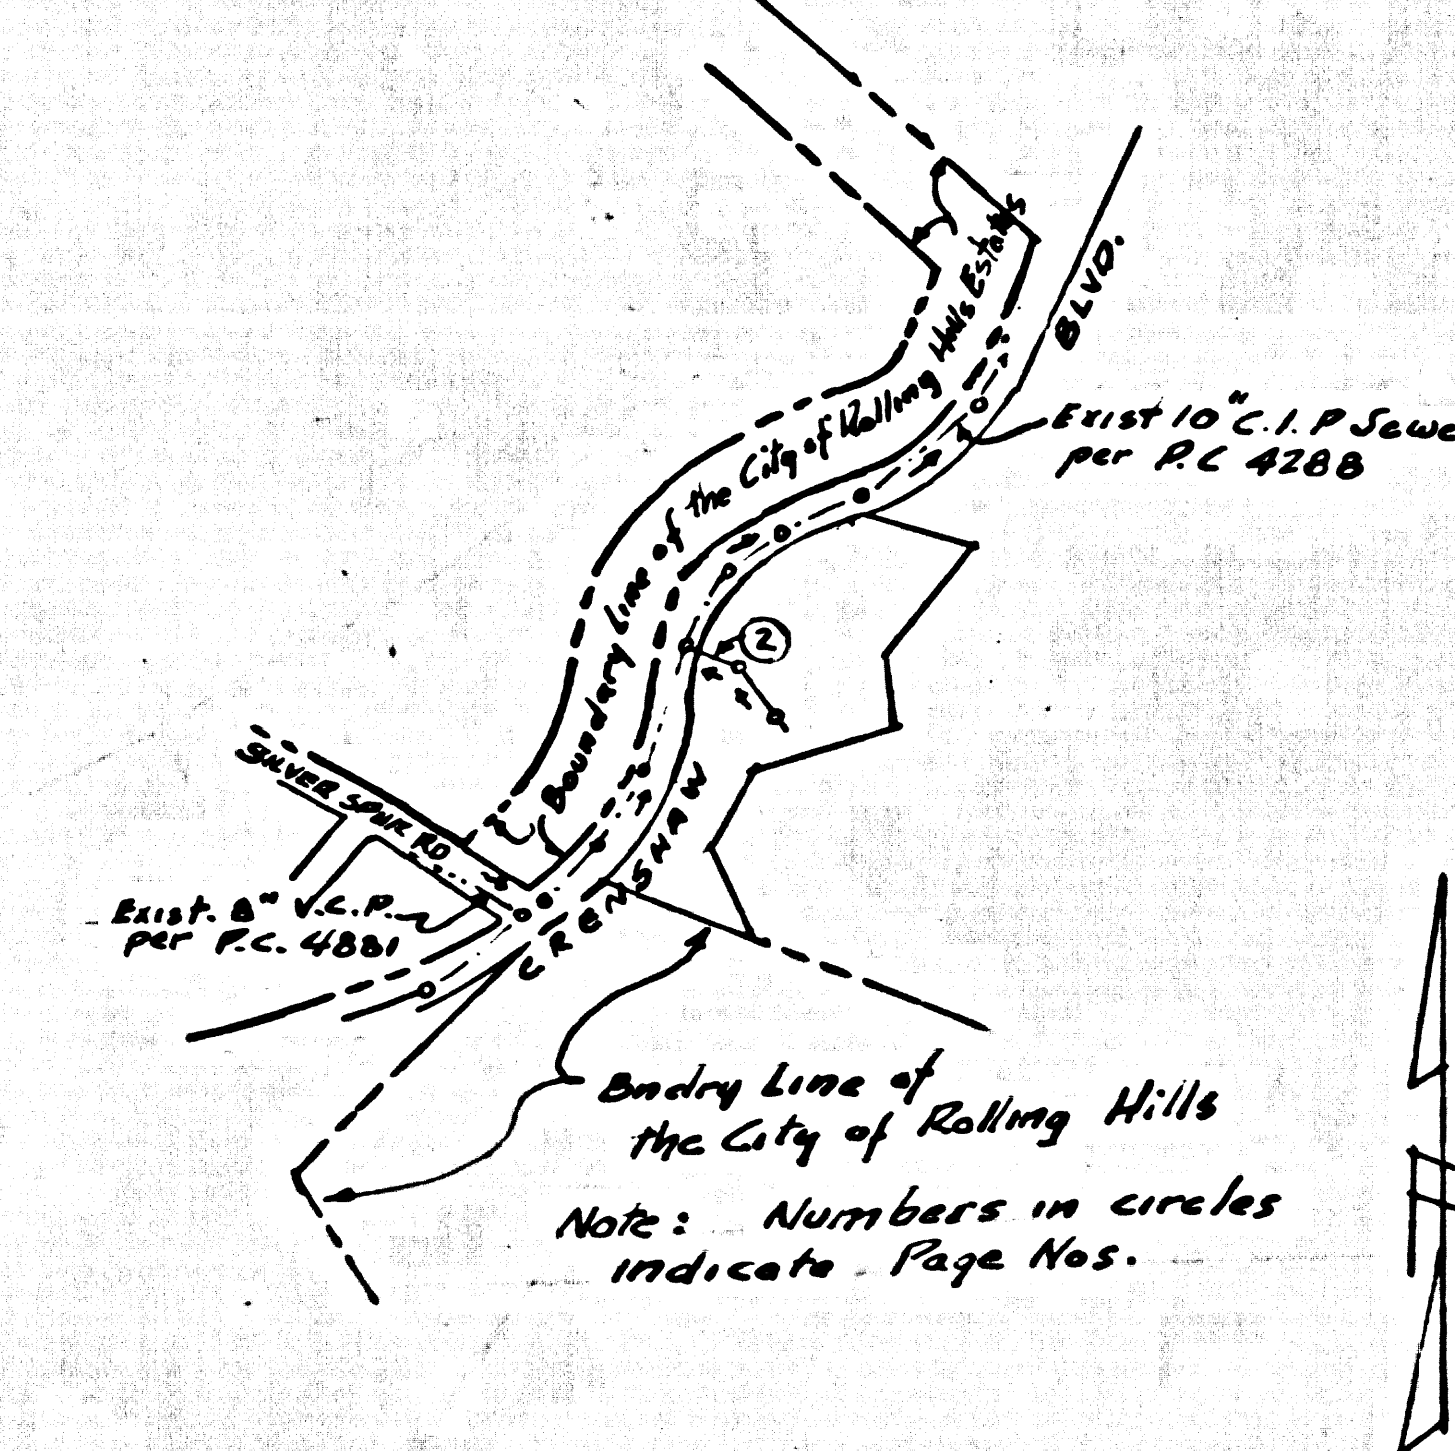 Boundary Line of the City of Rolling Hills Estates
BLVD.
Exist 10" C.I.P Sewe
per P.C 4288
2
SILVER SPUR RD
CRENSHAW
Exist. 8" V.C.P.
per P.C. 4881
Bndry Line of
the City of Rolling Hills
Note: Numbers in circles
indicate Page Nos.